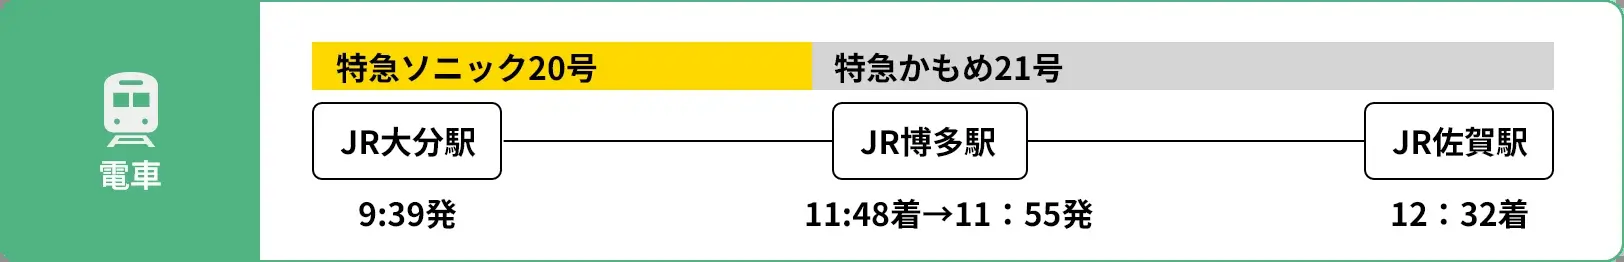 電車
特急ソニック20号
特急かもめ21号
JR大分駅
JR博多駅
JR佐賀駅
9:39発
11:48着→11：55発
12：32着